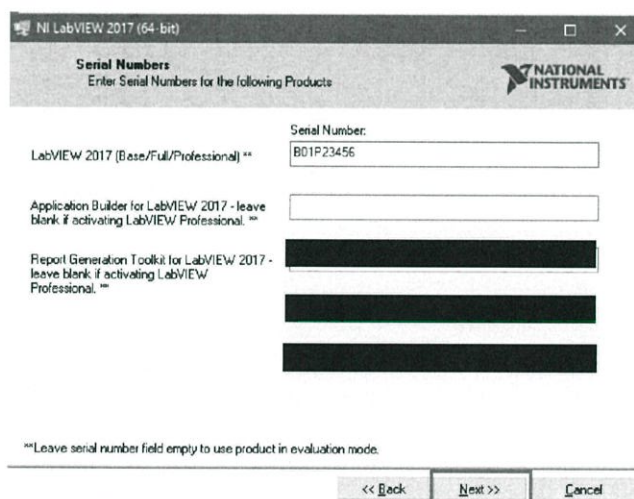 NI LabVIEW 2017 (64-bit)
Serial Numbers
Enter Serial Numbers for the following Products
NATIONAL
INSTRUMENTS
Serial Number:
LabVIEW 2017 (Base/Full/Professional) **
B01P23456
Application Builder for LabVIEW 2017 - leave
blank if activating LabVIEW Professional. **
Report Generation Toolkit for LabVIEW 2017 -
leave blank if activating LabVIEW
Professional. **
**Leave serial number field empty to use product in evaluation mode.
<< Back
Next >>
Cancel